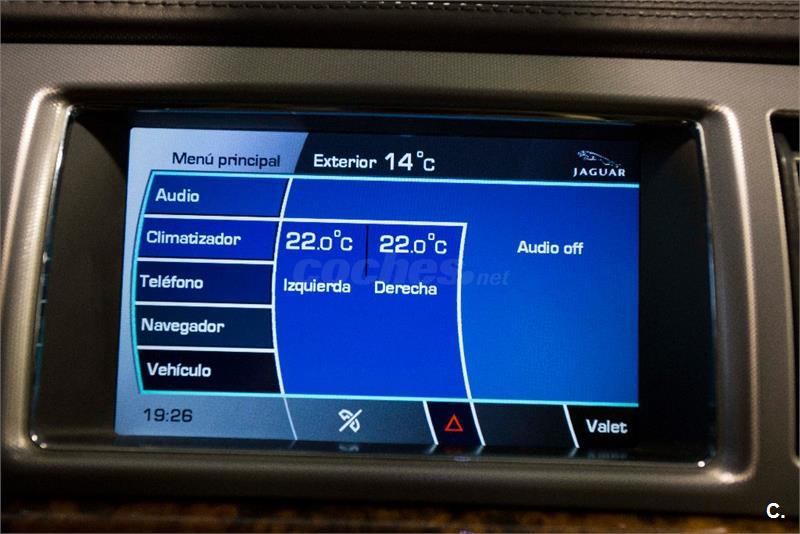 Menú principal
Exterior 14°C
JAGUAR
Audio
Climatizador
22.0°C
22.0°C
Audio off
coches.net
Teléfono
Izquierda
Derecha
Navegador
Vehículo
19:26
Valet
C.